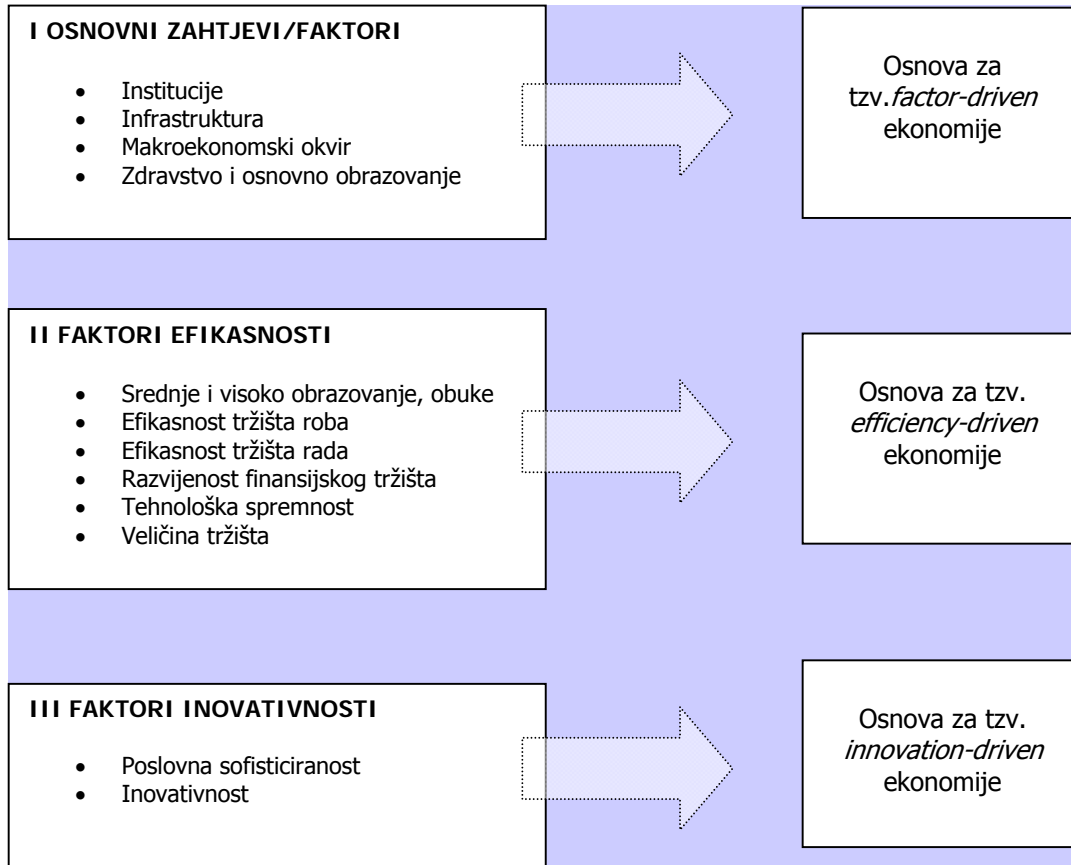 I OSNOVNI ZAHTJEVI/FAKTORI
• Institucije
• Infrastruktura
• Makroekonomski okvir
• Zdravstvo i osnovno obrazovanje
Osnova za
tzv.factor-driven
ekonomije
II FAKTORI EFIKASNOSTI
• Srednje i visoko obrazovanje, obuke
• Efikasnost tržišta roba
• Efikasnost tržišta rada
• Razvijenost finansijskog tržišta
• Tehnološka spremnost
• Veličina tržišta
Osnova za tzv.
efficiency-driven
ekonomije
III FAKTORI INOVATIVNOSTI
• Poslovna sofisticiranost
• Inovativnost
Osnova za tzv.
innovation-driven
ekonomije